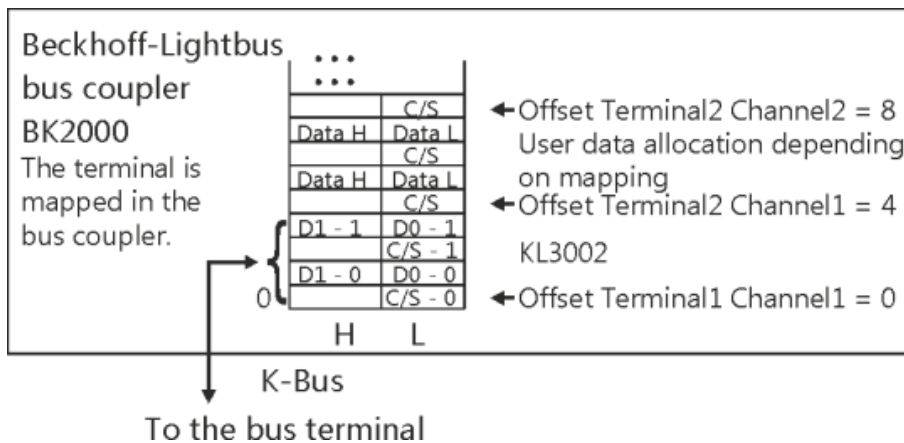 Beckhoff-Lightbus
bus coupler
BK2000
The terminal is
mapped in the
bus coupler.
C/S
Data H Data L
C/S
Data H Data L
C/S
D1 - 1 D0 - 1
C/S - 1
D1 - 0 D0 - 0
0 C/S - 0
H L
Offset Terminal2 Channel2 = 8
User data allocation depending
on mapping
Offset Terminal2 Channel1 = 4
KL3002
Offset Terminal1 Channel1 = 0
K-Bus
To the bus terminal